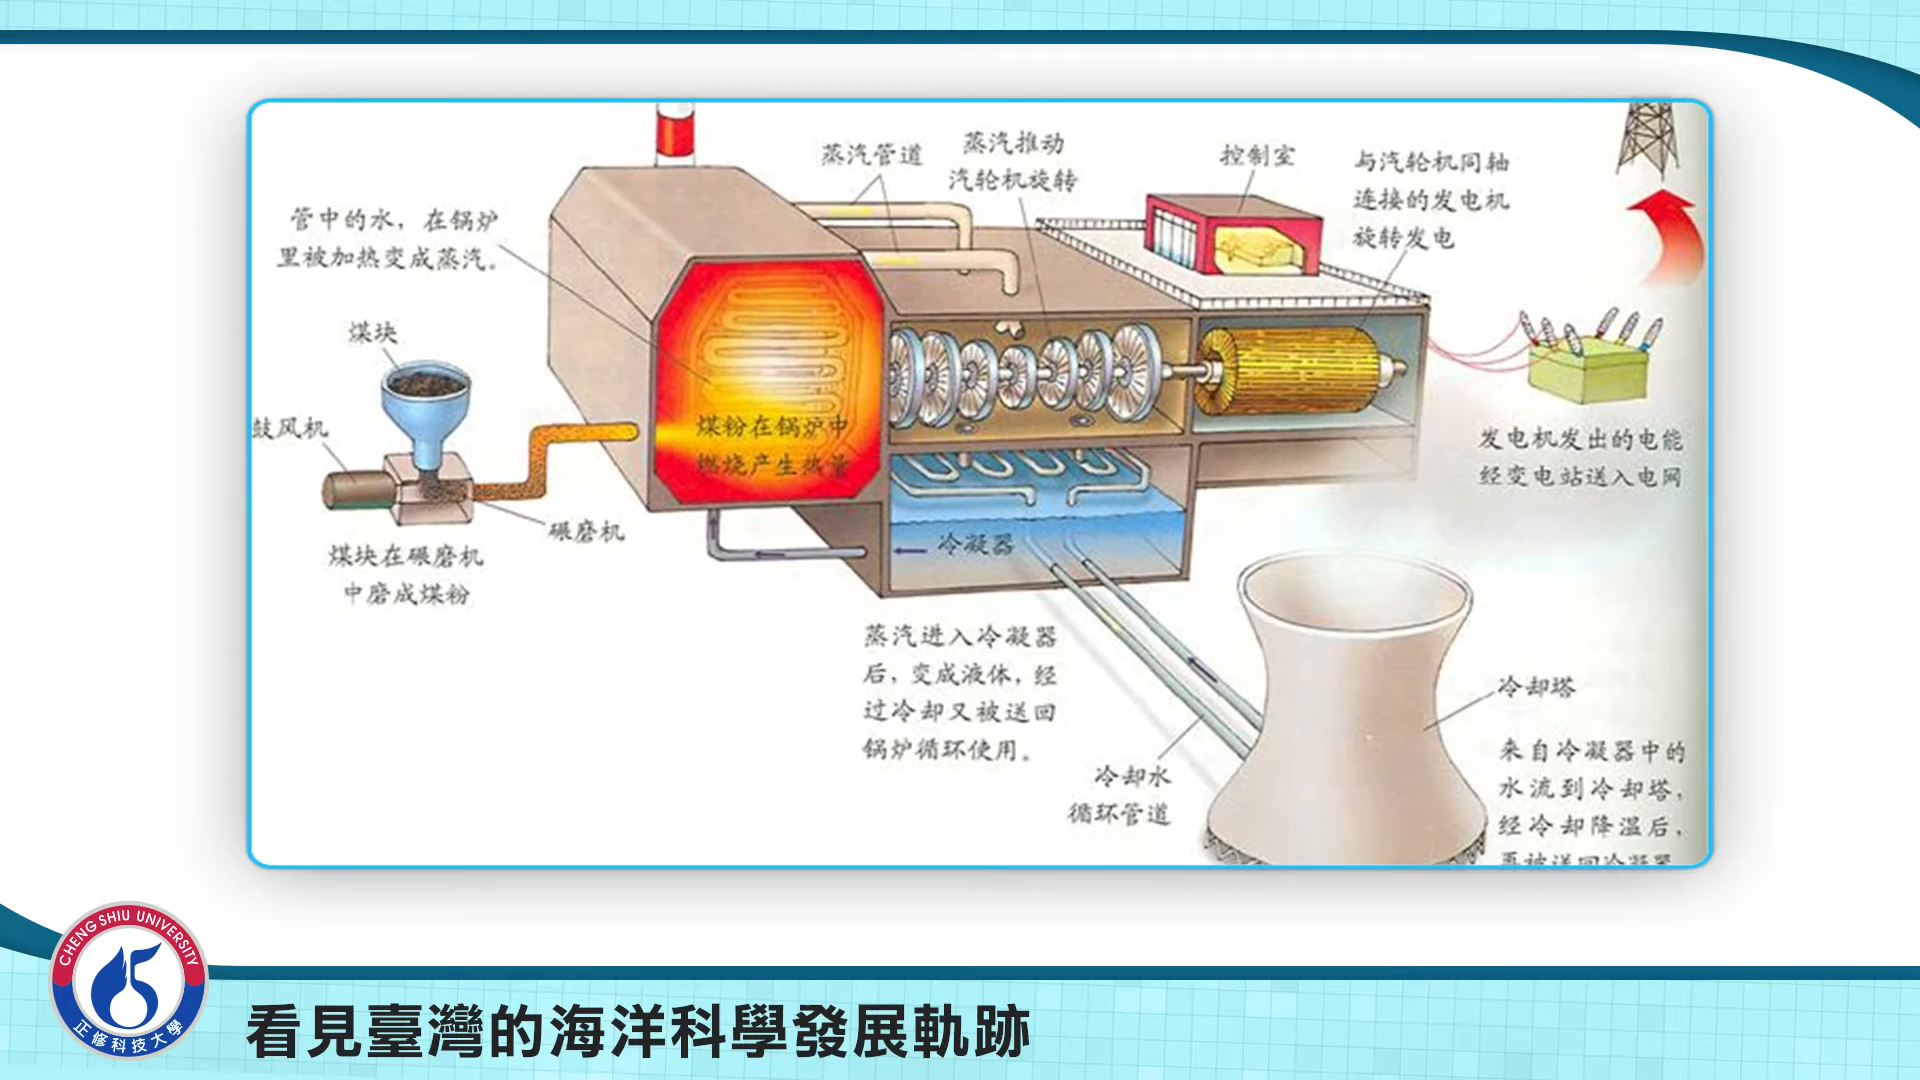 蒸汽管道
蒸汽推动
汽轮机旋转
控制室
与汽轮机同轴
连接的发电机
旋转发电
管中的水，在锅炉
里被加热变成蒸汽。
煤块
鼓风机
煤粉在锅炉中
燃烧产生热量
发电机发出的电能
经变电站送入电网
碾磨机
煤块在碾磨机
中磨成煤粉
冷凝器
蒸汽进入冷凝器
后，变成液体，经
过冷却又被送回
锅炉循环使用。
冷却水
循环管道
冷却塔
来自冷凝器中的
水流到冷却塔，
经冷却降温后，
再被送回冷凝器
CHENG SHIU UNIVERSITY
正修科技大學
看見臺灣的海洋科學發展軌跡